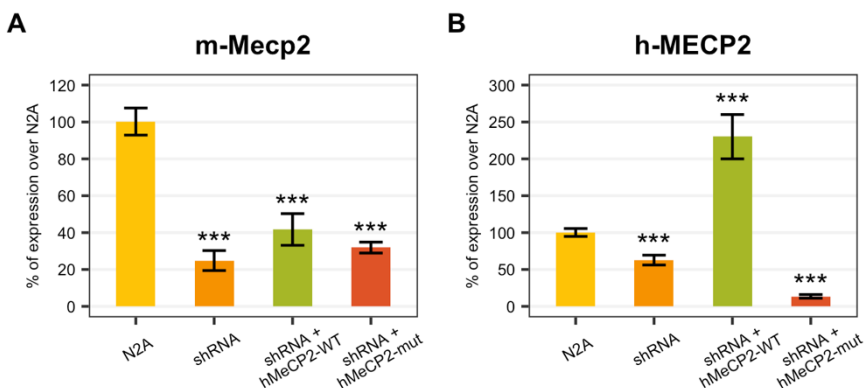 A
m-Mecp2
% of expression over N2A
120
100
80
60
40
20
0
***
***
***
N2A
shRNA
shRNA +
hMeCP2-WT
shRNA +
hMeCP2-mut
B
h-MECP2
% of expression over N2A
300
250
200
150
100
50
0
***
***
***
N2A
shRNA
shRNA +
hMeCP2-WT
shRNA +
hMeCP2-mut